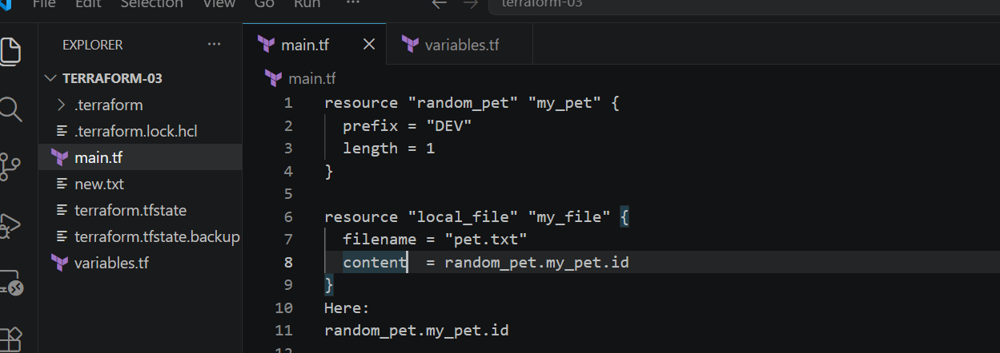 File Edit Selection View Go Run ···
terraform-03
EXPLORER ···
TERRAFORM-03
.terraform
.terraform.lock.hcl
main.tf
new.txt
terraform.tfstate
terraform.tfstate.backup
variables.tf
main.tf variables.tf
main.tf
1 resource "random_pet" "my_pet" {
2 prefix = "DEV"
3 length = 1
4 }
5
6 resource "local_file" "my_file" {
7 filename = "pet.txt"
8 content = random_pet.my_pet.id
9 }
10 Here:
11 random_pet.my_pet.id
12